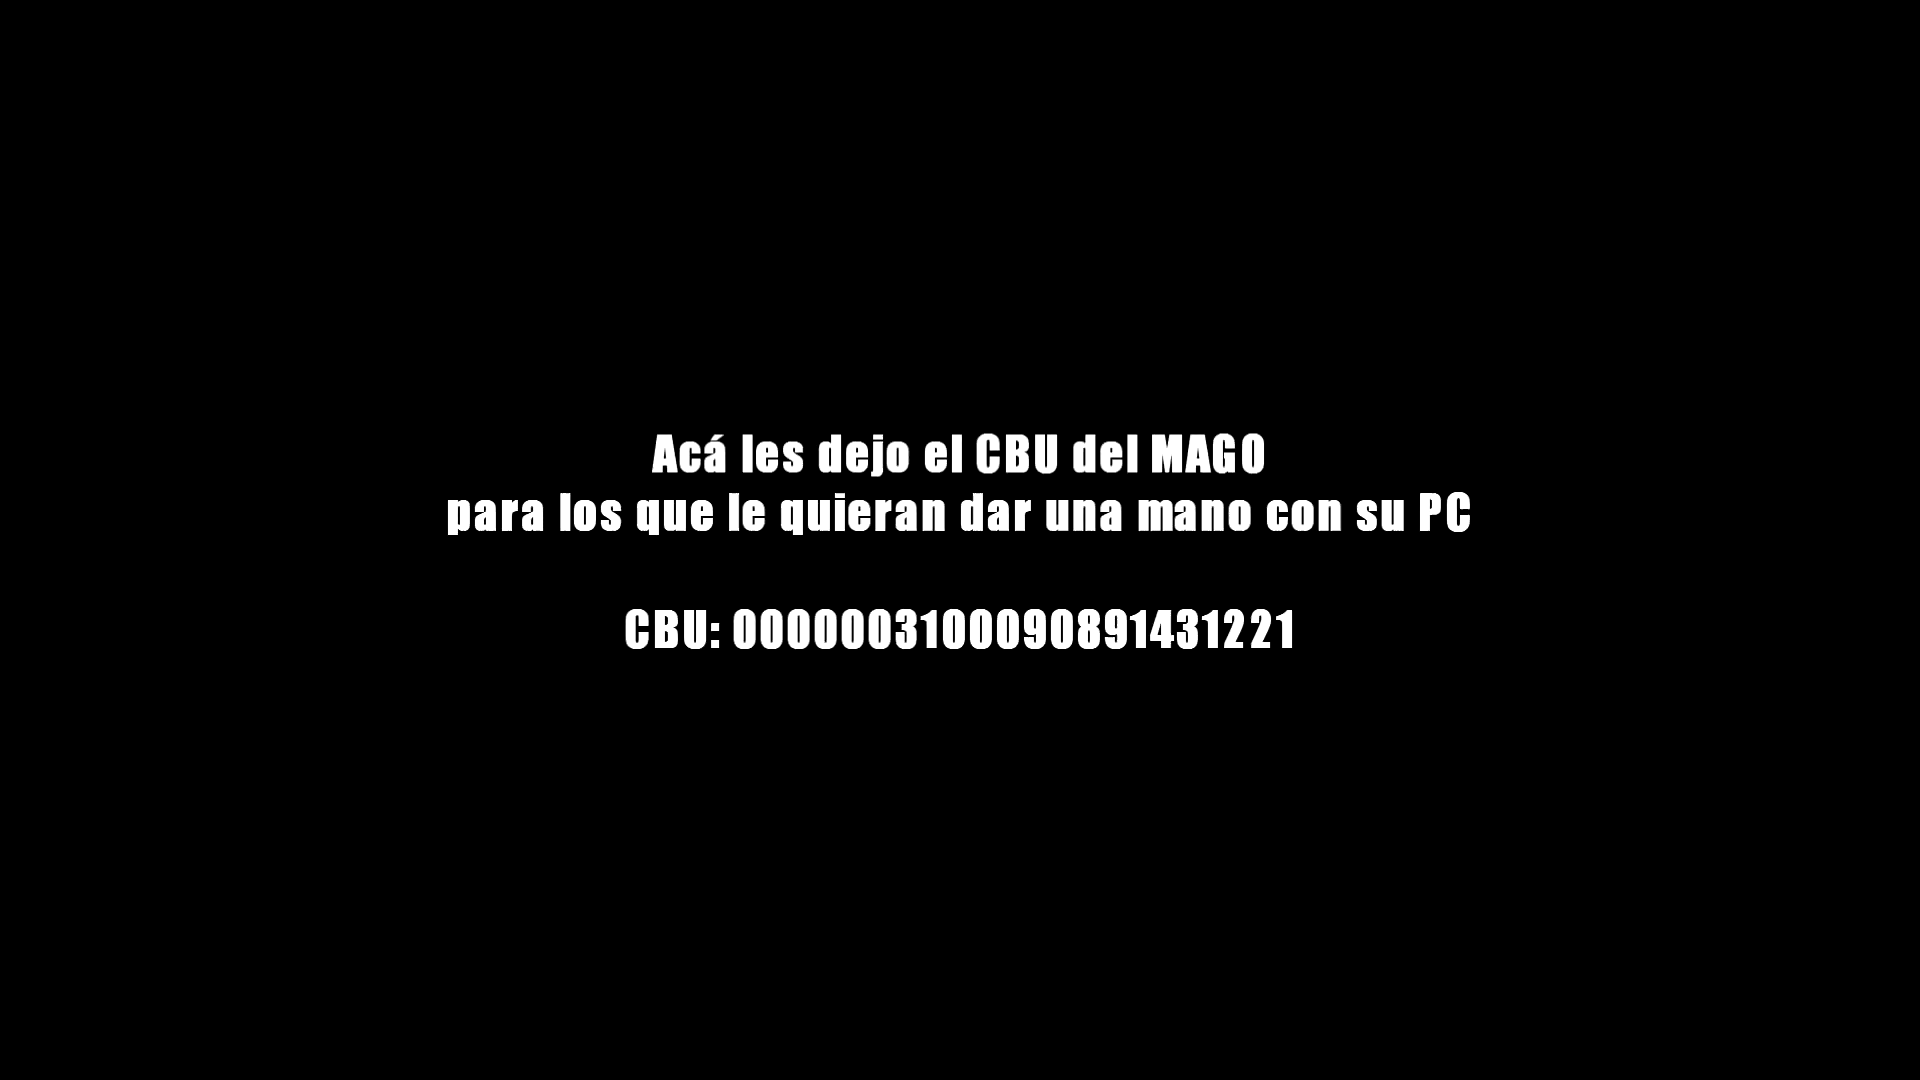 Acá les dejo el CBU del MAGO
para los que le quieran dar una mano con su PC
CBU: 0000003100090891431221